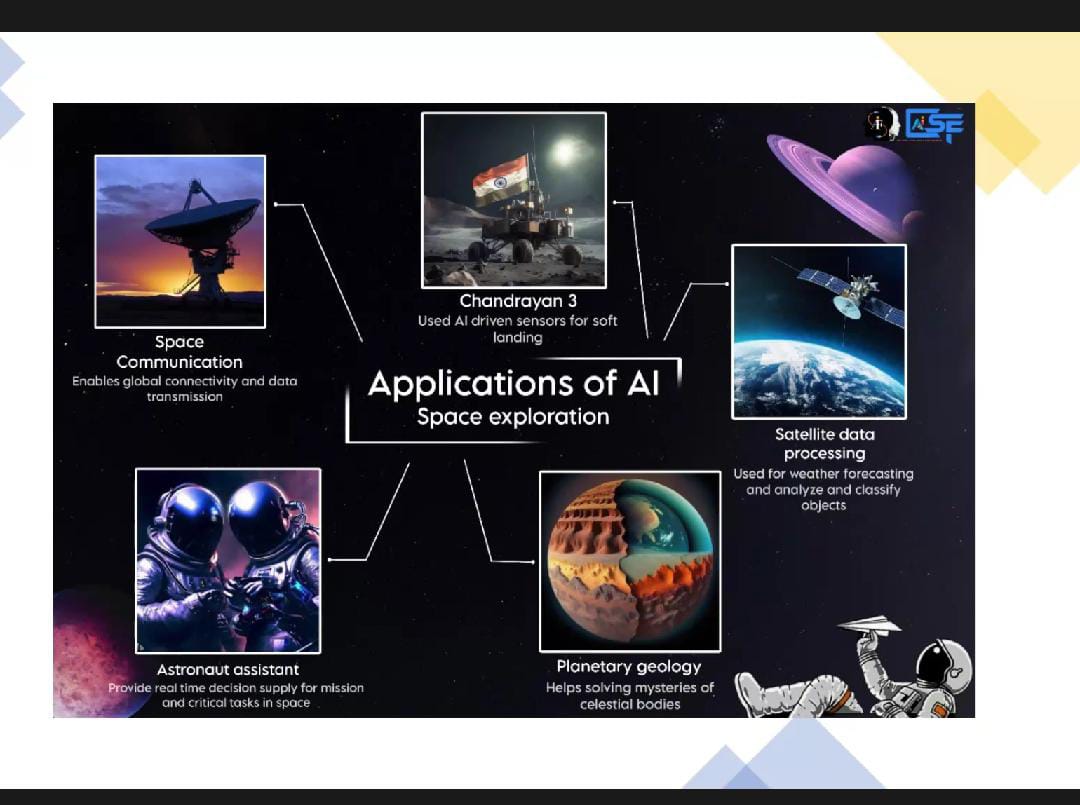 Chandrayan 3
Used AI driven sensors for soft
landing
Space
Communication
Enables global connectivity and data
transmission
Applications of AI
Space exploration
Satellite data
processing
Used for weather forecasting
and analyze and classify
objects
Astronaut assistant
Provide real time decision supply for mission
and critical tasks in space
Planetary geology
Helps solving mysteries of
celestial bodies